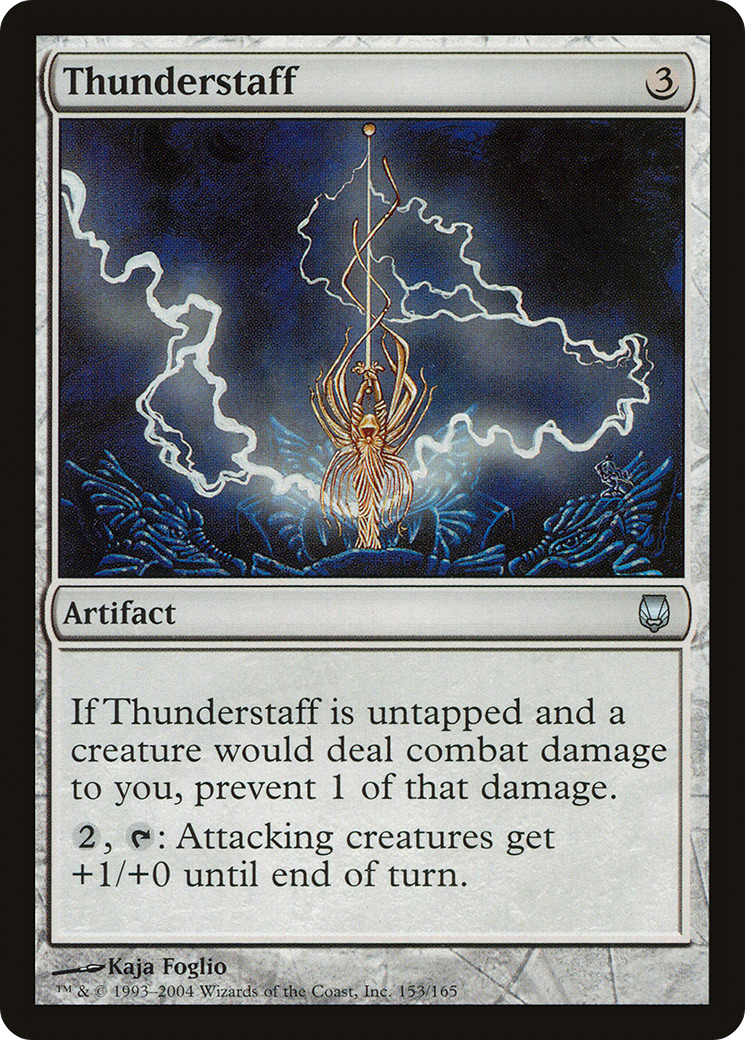 Thunderstaff 3
Artifact
If Thunderstaff is untapped and a
creature would deal combat damage
to you, prevent 1 of that damage.
2, : Attacking creatures get
+1/+0 until end of turn.
Kaja Foglio
™ & © 1993–2004 Wizards of the Coast, Inc. 153/165